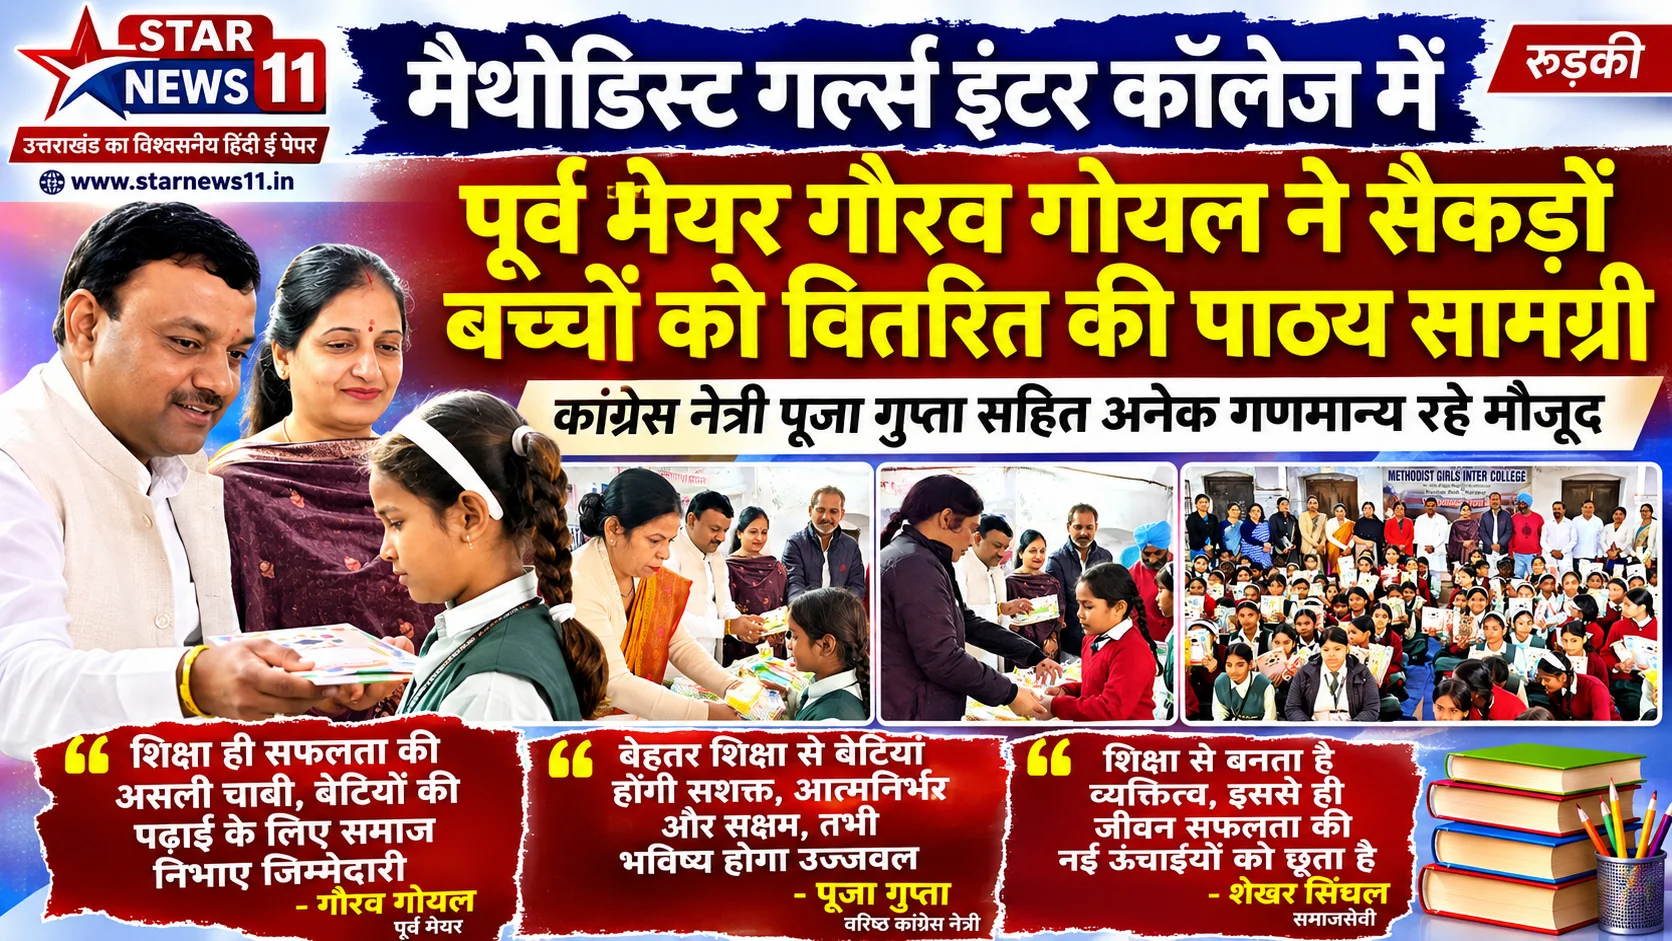 STAR
NEWS 11
उत्तराखंड का विश्वसनीय हिंदी ई पेपर
www.starnews11.in
मैथोडिस्ट गर्ल्स इंटर कॉलेज में
रूड़की
पूर्व मेयर गौरव गोयल ने सैकड़ों
बच्चों को वितरित की पाठ्य सामग्री
कांग्रेस नेत्री पूजा गुप्ता सहित अनेक गणमान्य रहे मौजूद
METHODIST GIRLS INTER COLLEGE
“ शिक्षा ही सफलता की
असली चाबी, बेटियों की
पढ़ाई के लिए समाज
निभाए जिम्मेदारी
- गौरव गोयल
पूर्व मेयर
“ बेहतर शिक्षा से बेटियां
होंगी सशक्त, आत्मनिर्भर
और सक्षम, तभी
भविष्य होगा उज्जवल
- पूजा गुप्ता
वरिष्ठ कांग्रेस नेत्री
“ शिक्षा से बनता है
व्यक्तित्व, इससे ही
जीवन सफलता की
नई ऊंचाईयों को छूता है
- शेखर सिंघल
समाजसेवी